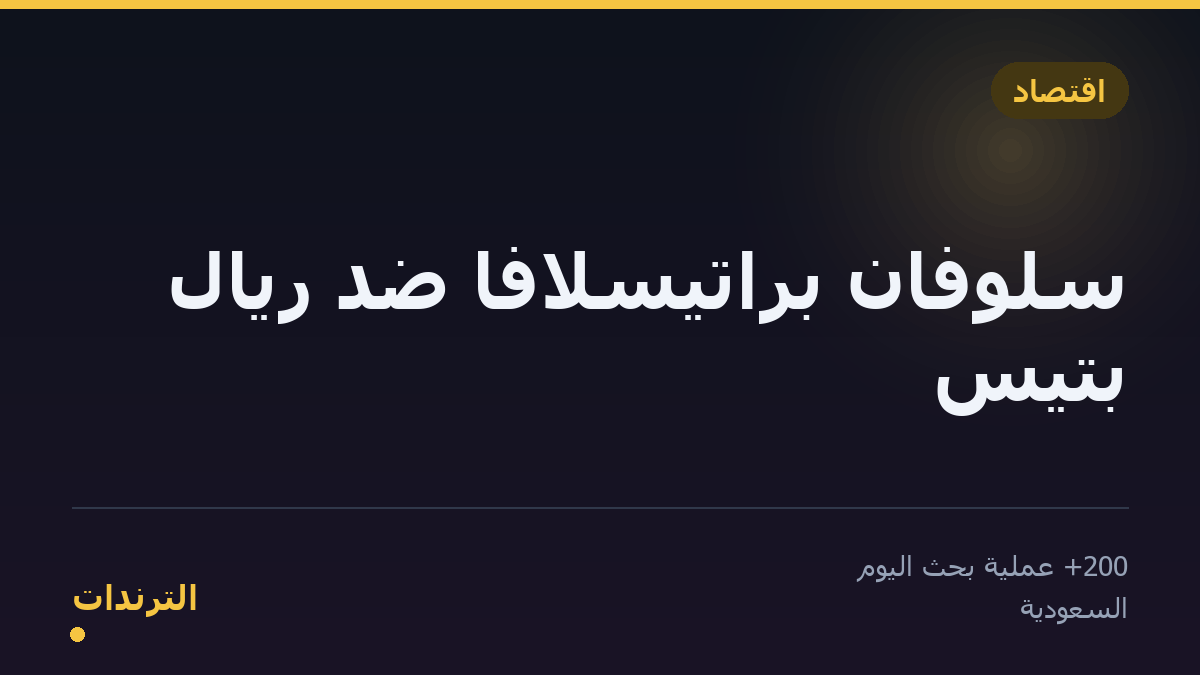 اقتصاد
سلوفان براتيسلافا ضد ريال
بتيس
200+ عملية بحث اليوم
السعودية
الترندات